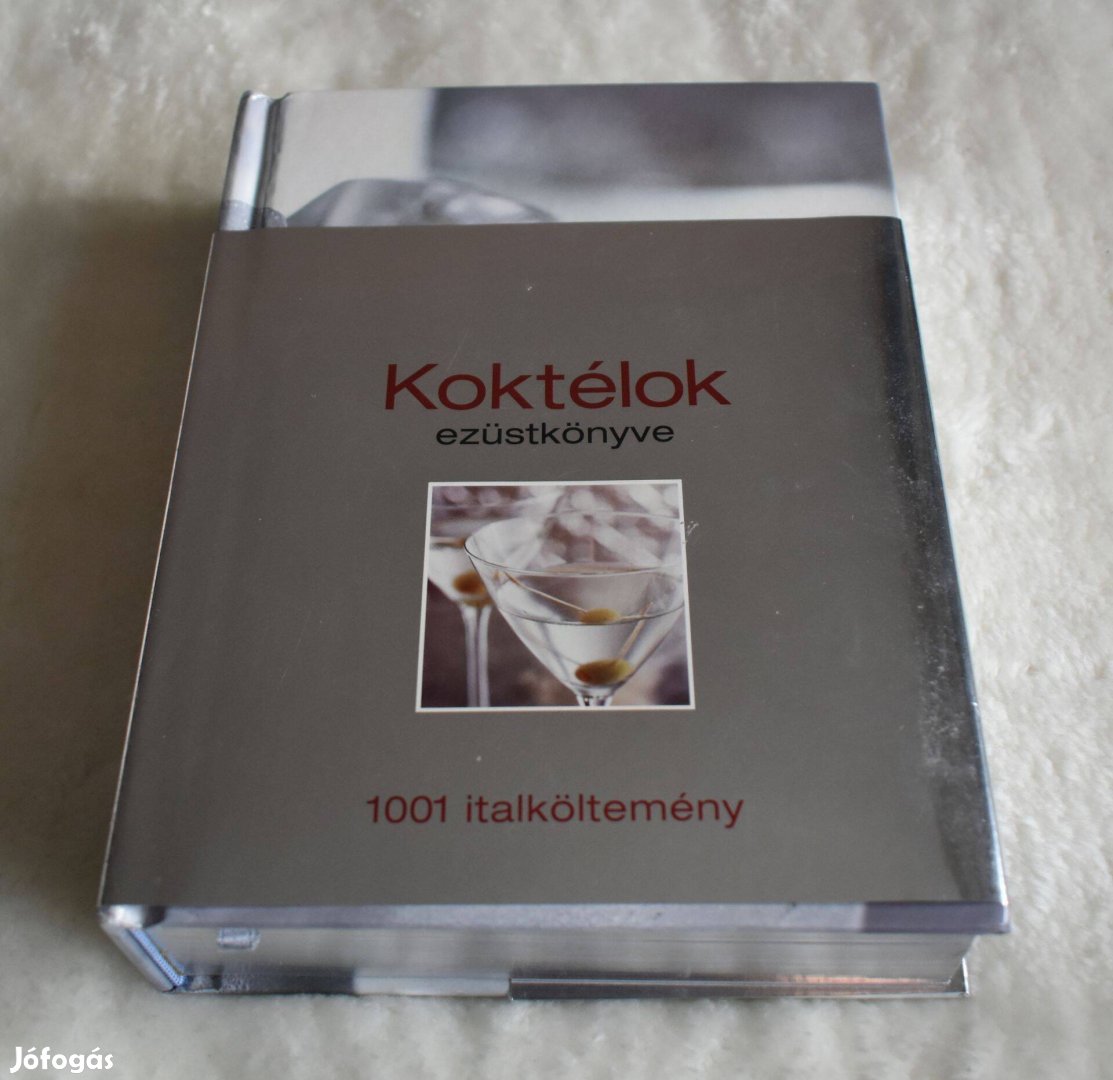 Koktélok
ezüstkönyve
1001 italköltemény
Jófogás